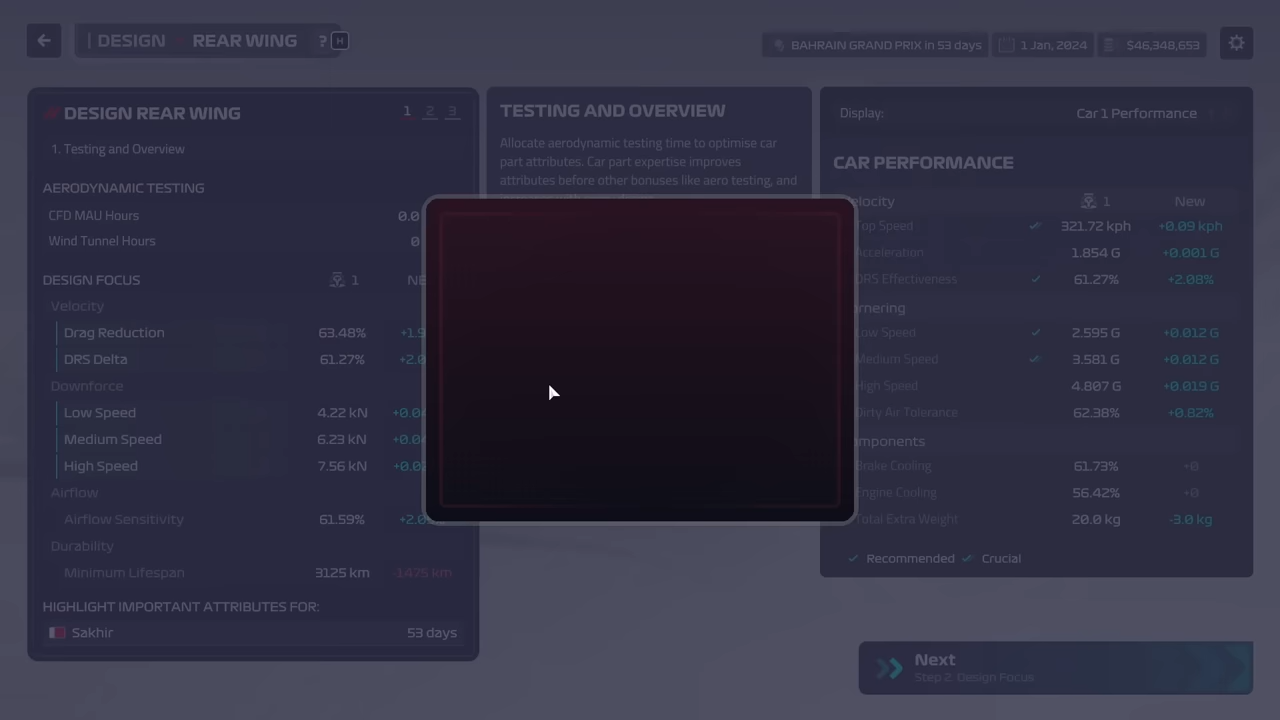 DESIGN REAR WING ? H
BAHRAIN GRAND PRIX in 53 days
1 Jan, 2024
$46,348,653
DESIGN REAR WING
1 2 3
1. Testing and Overview
AERODYNAMIC TESTING
CFD MAU Hours 0.0
Wind Tunnel Hours 0
DESIGN FOCUS 1
Velocity
Drag Reduction 63.48%
DRS Delta 61.27%
Downforce
Low Speed 4.22 kN
Medium Speed 6.23 kN
High Speed 7.56 kN
Airflow
Airflow Sensitivity 61.59%
Durability
Minimum Lifespan 3125 km -1475 km
HIGHLIGHT IMPORTANT ATTRIBUTES FOR:
Sakhir 53 days
TESTING AND OVERVIEW
Allocate aerodynamic testing time to optimise car
part attributes. Car part expertise improves
attributes before other bonuses like aero testing, and
Display: Car 1 Performance
CAR PERFORMANCE
1 New
Top Speed 321.72 kph +0.09 kph
Acceleration 1.854 G +0.001 G
DRS Effectiveness 61.27% +2.08%
Low Speed 2.595 G +0.012 G
Medium Speed 3.581 G +0.012 G
High Speed 4.807 G +0.019 G
Dirty Air Tolerance 62.38% +0.82%
Brake Cooling 61.73% +0
Engine Cooling 56.42% +0
Total Extra Weight 20.0 kg -3.0 kg
Recommended Crucial
Next
Step 2: Design Focus